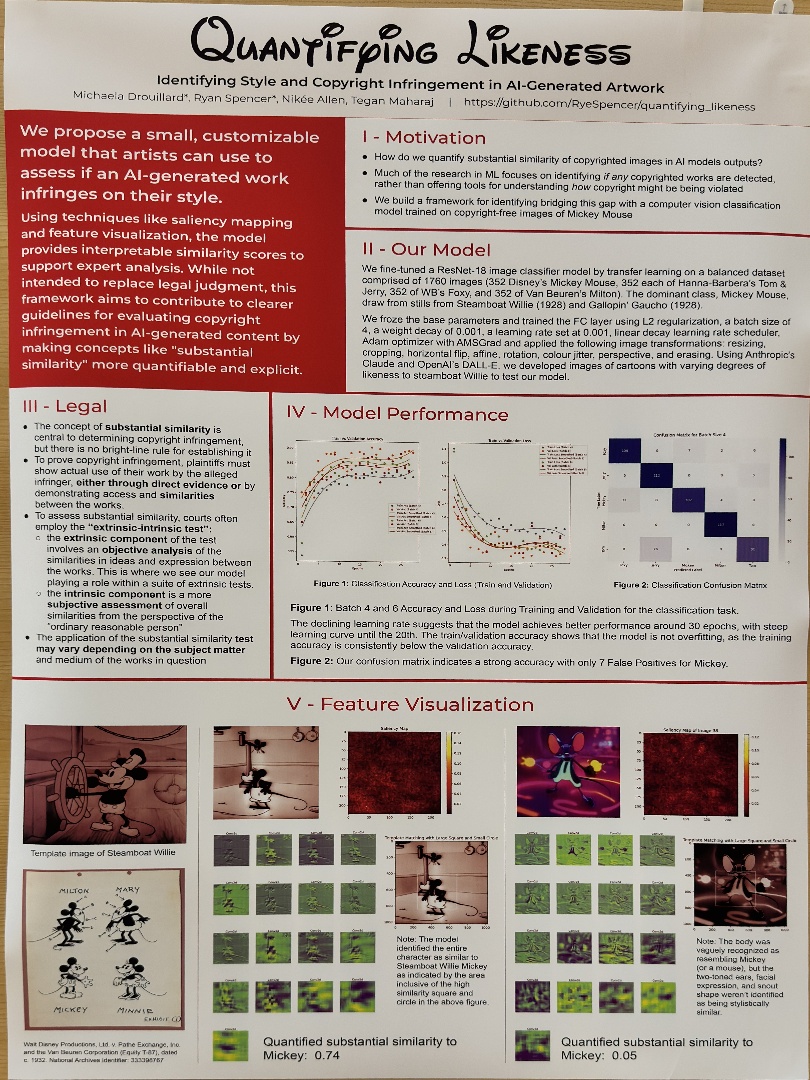 QUANTIFYING LIKENESS
Identifying Style and Copyright Infringement in AI-Generated Artwork
Michaela Drouillard*, Ryan Spencer*, Nikée Allen, Tegan Maharaj | https://github.com/RyeSpencer/quantifying_likeness
We propose a small, customizable
model that artists can use to
assess if an AI-generated work
infringes on their style.
Using techniques like saliency mapping
and feature visualization, the model
provides interpretable similarity scores to
support expert analysis. While not
intended to replace legal judgment, this
framework aims to contribute to clearer
guidelines for evaluating copyright
infringement in AI-generated content by
making concepts like "substantial
similarity" more quantifiable and explicit.
I - Motivation
• How do we quantify substantial similarity of copyrighted images in AI models outputs?
• Much of the research in ML focuses on identifying if any copyrighted works are detected,
rather than offering tools for understanding how copyright might be being violated
• We build a framework for identifying bridging this gap with a computer vision classification
model trained on copyright-free images of Mickey Mouse
II - Our Model
We fine-tuned a ResNet-18 image classifier model by transfer learning on a balanced dataset
comprised of 1760 images (352 Disney's Mickey Mouse, 352 each of Hanna-Barbera's Tom &
Jerry, 352 of WB's Foxy, and 352 of Van Beuren's Milton). The dominant class, Mickey Mouse,
draw from stills from Steamboat Willie (1928) and Gallopin' Gaucho (1928).
We froze the base parameters and trained the FC layer using L2 regularization, a batch size of
4, a weight decay of 0.001, a learning rate set at 0.001, linear decay learning rate scheduler,
Adam optimizer with AMSGrad and applied the following image transformations: resizing,
cropping, horizontal flip, affine, rotation, colour jitter, perspective, and erasing. Using Anthropic's
Claude and OpenAI's DALL-E, we developed images of cartoons with varying degrees of
likeness to steamboat Willie to test our model.
III - Legal
• The concept of substantial similarity is
central to determining copyright infringement,
but there is no bright-line rule for establishing it
• To prove copyright infringement, plaintiffs must
show actual use of their work by the alleged
infringer, either through direct evidence or by
demonstrating access and similarities
between the works.
• To assess substantial similarity, courts often
employ the "extrinsic-intrinsic test":
○ the extrinsic component of the test
involves an objective analysis of the
similarities in ideas and expression between
the works. This is where we see our model
playing a role within a suite of extrinsic tests.
○ the intrinsic component is a more
subjective assessment of overall
similarities from the perspective of the
"ordinary reasonable person"
• The application of the substantial similarity test
may vary depending on the subject matter
and medium of the works in question
IV - Model Performance
Train vs Validation Accuracy
Train vs Validation Loss
Confusion Matrix for Batch Size 4
Figure 1: Classification Accuracy and Loss (Train and Validation)
Figure 2: Classification Confusion Matrix
Figure 1: Batch 4 and 6 Accuracy and Loss during Training and Validation for the classification task.
The declining learning rate suggests that the model achieves better performance around 30 epochs, with steep
learning curve until the 20th. The train/validation accuracy shows that the model is not overfitting, as the training
accuracy is consistently below the validation accuracy.
Figure 2: Our confusion matrix indicates a strong accuracy with only 7 False Positives for Mickey.
V - Feature Visualization
Template image of Steamboat Willie
MILTON MARY
MICKEY MINNIE
EXHIBIT
Walt Disney Productions, Ltd. v. Pathe Exchange, Inc.
and the Van Beuren Corporation (Equity T-87), dated
c. 1932. National Archives Identifier: 333398767
Saliency Map
Template Matching with Large Square and Small Circle
Note: The model
identified the entire
character as similar to
Steamboat Willie Mickey
as indicated by the area
inclusive of the high
similarity square and
circle in the above figure.
Quantified substantial similarity to
Mickey: 0.74
Saliency Map of Image 38
Template Matching with Large Square and Small Circle
Note: The body was
vaguely recognized as
resembling Mickey
(or a mouse), but the
two-toned ears, facial
expression, and snout
shape weren't identified
as being stylistically
similar.
Quantified substantial similarity to
Mickey: 0.05